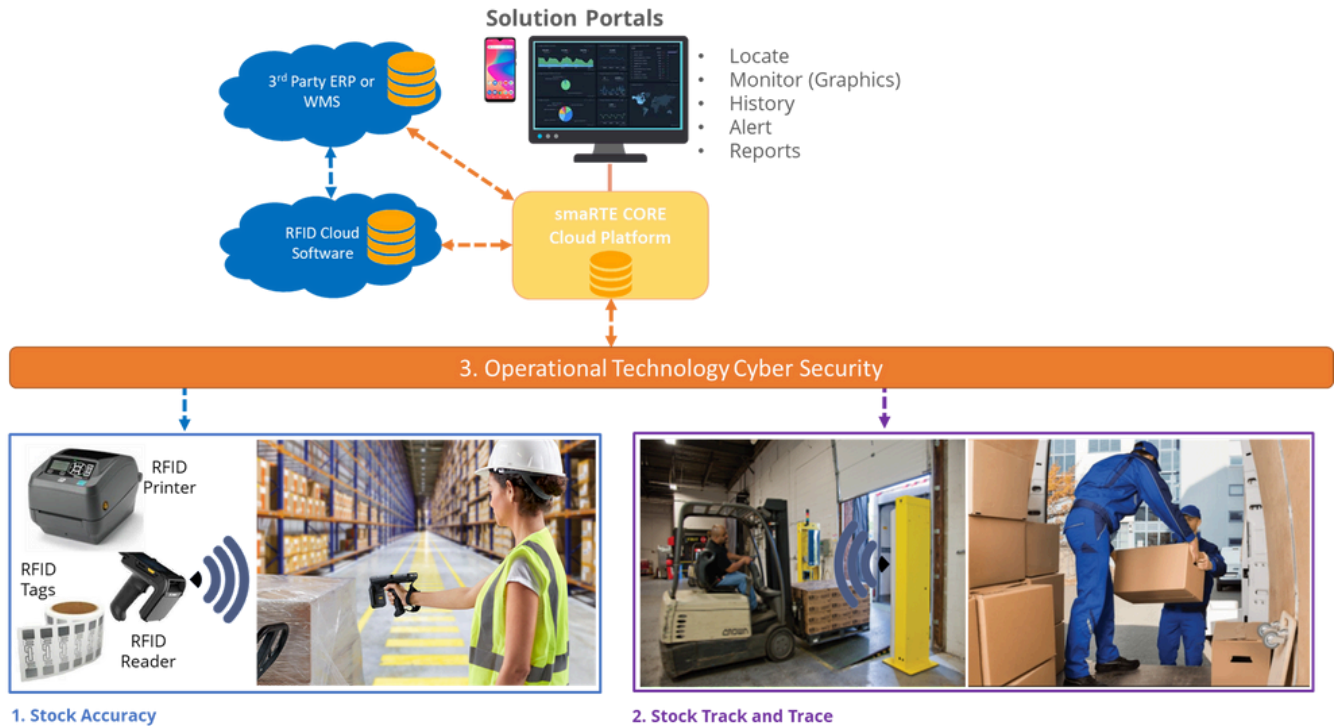 Solution Portals
3rd Party ERP or
WMS
• Locate
• Monitor (Graphics)
• History
• Alert
• Reports
RFID Cloud
Software
smaRTE CORE
Cloud Platform
3. Operational Technology Cyber Security
RFID
Printer
RFID
Tags
RFID
Reader
CROWN
1. Stock Accuracy
2. Stock Track and Trace